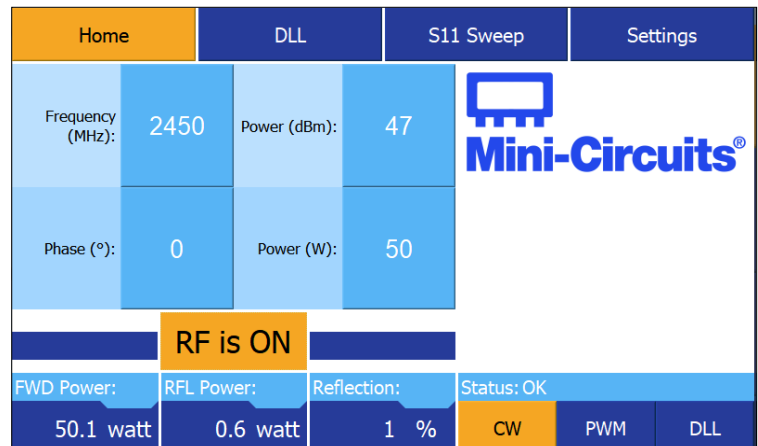 Home DLL S11 Sweep Settings
Frequency
(MHz): 2450 Power (dBm): 47
Mini-Circuits®
Phase (°): 0 Power (W): 50
RF is ON
FWD Power: RFL Power: Reflection: Status: OK
50.1 watt 0.6 watt 1 % CW PWM DLL